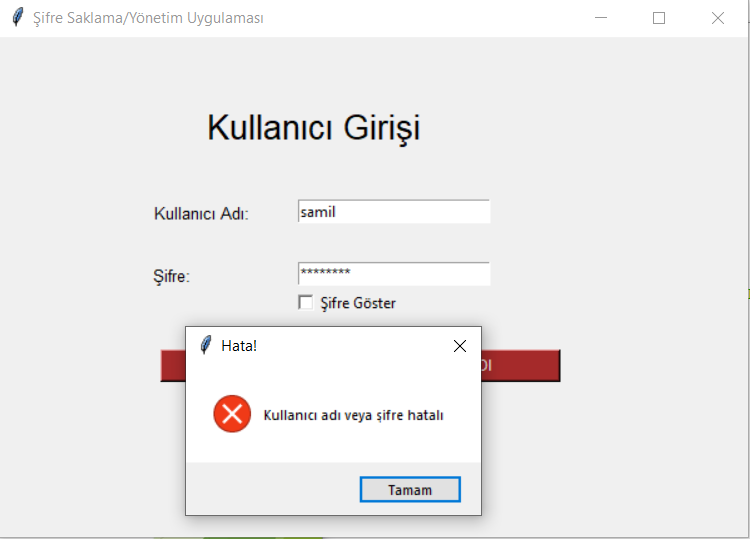 Şifre Saklama/Yönetim Uygulaması
Kullanıcı Girişi
Kullanıcı Adı: samil
Şifre: ********
Şifre Göster
Hata!
Kullanıcı adı veya şifre hatalı
Tamam